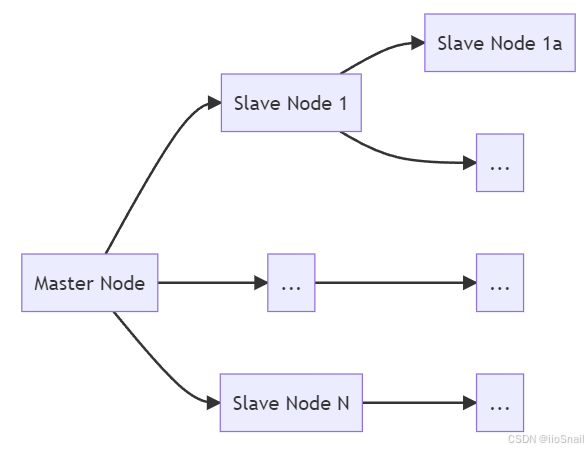 Slave Node 1a
Slave Node 1
...
Master Node
...
...
Slave Node N
...
CSDN @iioSnail